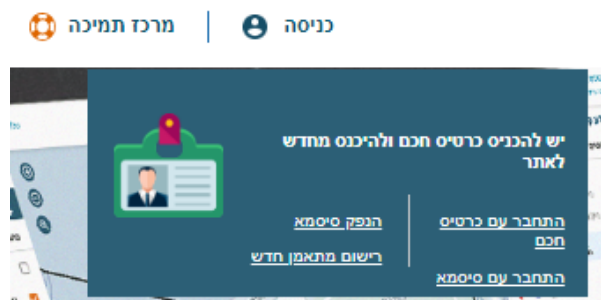 כניסה
מרכז תמיכה
יש להכניס כרטיס חכם ולהיכנס מחדש
לאתר
התחבר עם כרטיס
חכם
התחבר עם סיסמא
הנפק סיסמא
רישום מתאמן חדש